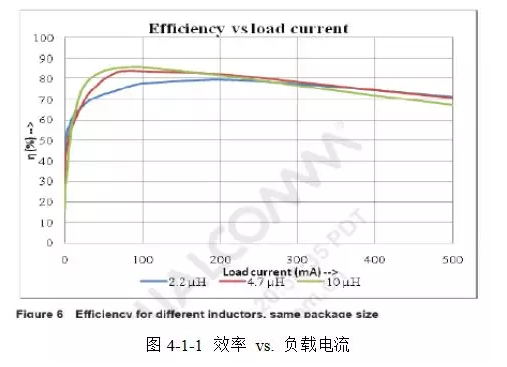 Efficiency vs load current
η [%] -->
90
80
70
60
50
40
30
20
10
0
0
100
200
300
400
500
Load current (mA) -->
2.2 μH
4.7 μH
10 μH
Figure 6 Efficiency for different inductors, same package size
图 4-1-1 效率 vs. 负载电流